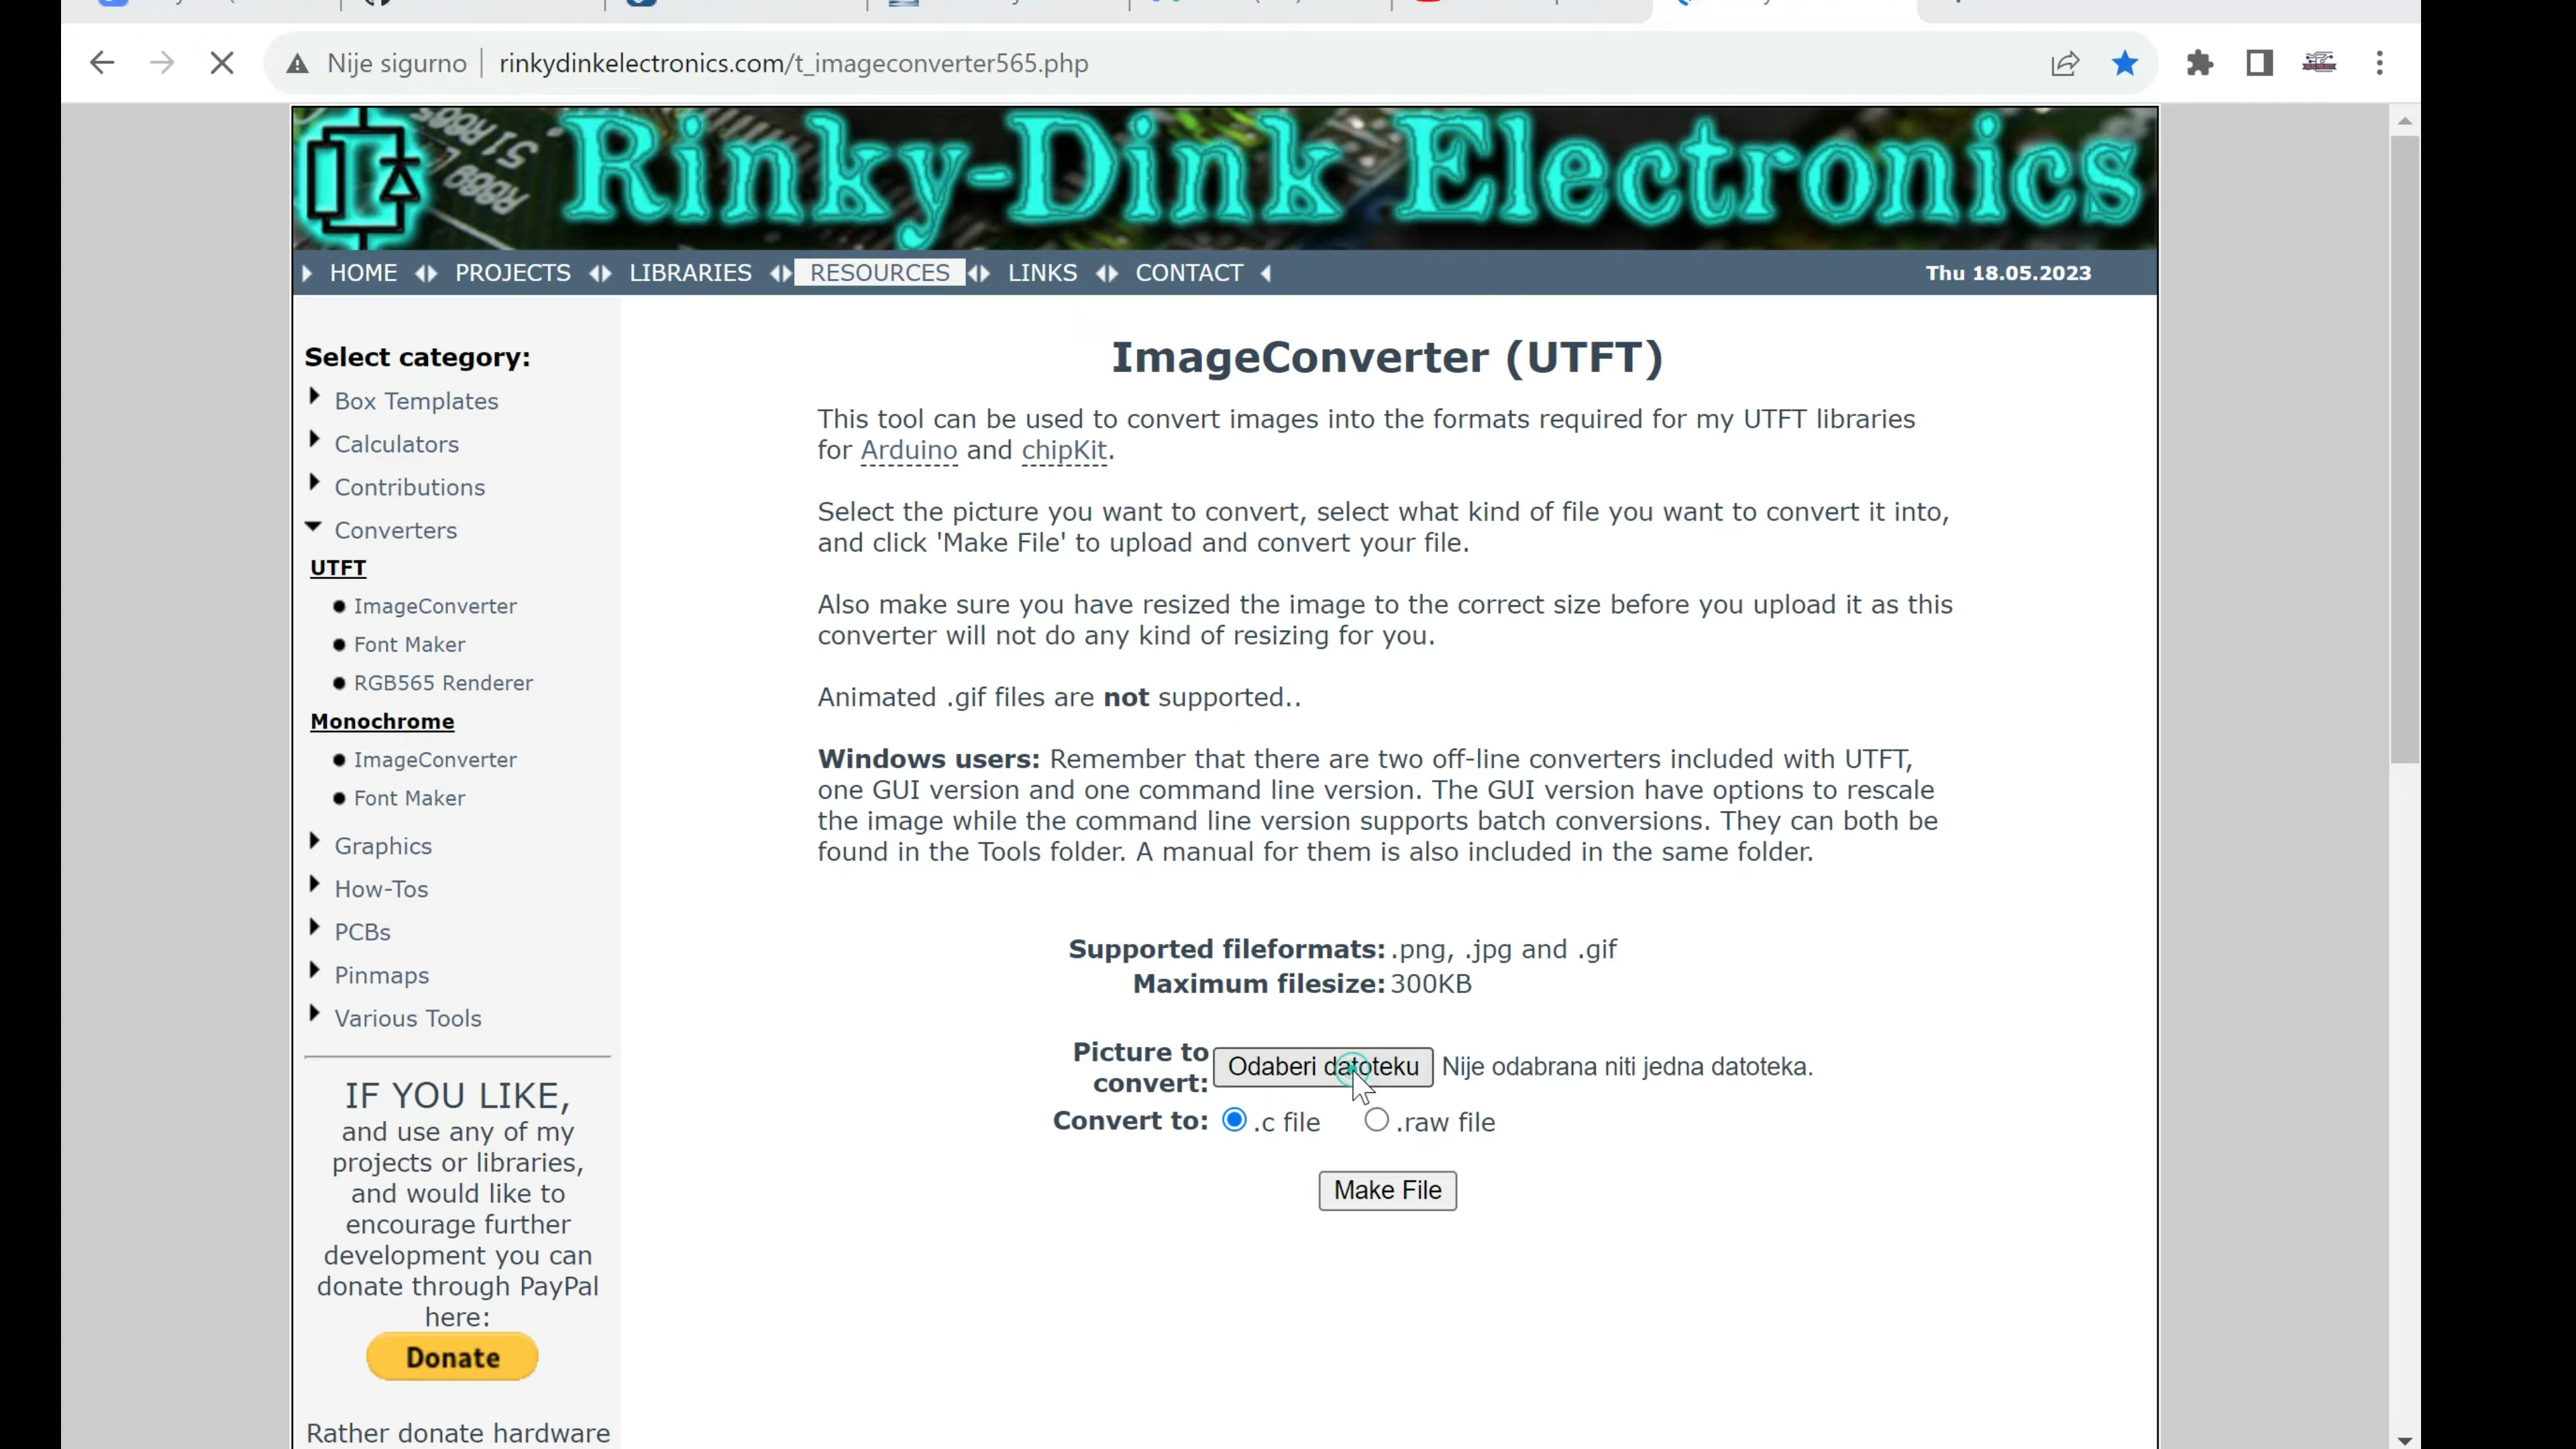 Nije sigurno
rinkydinkelectronics.com/t_imageconverter565.php
Rinky-Dink Electronics
HOME PROJECTS LIBRARIES RESOURCES LINKS CONTACT
Thu 18.05.2023
Select category:
Box Templates
Calculators
Contributions
Converters
UTFT
ImageConverter
Font Maker
RGB565 Renderer
Monochrome
ImageConverter
Font Maker
Graphics
How-Tos
PCBs
Pinmaps
Various Tools
IF YOU LIKE,
and use any of my
projects or libraries,
and would like to
encourage further
development you can
donate through PayPal
here:
Donate
Rather donate hardware
ImageConverter (UTFT)
This tool can be used to convert images into the formats required for my UTFT libraries
for Arduino and chipKit.
Select the picture you want to convert, select what kind of file you want to convert it into,
and click 'Make File' to upload and convert your file.
Also make sure you have resized the image to the correct size before you upload it as this
converter will not do any kind of resizing for you.
Animated .gif files are not supported..
Windows users: Remember that there are two off-line converters included with UTFT,
one GUI version and one command line version. The GUI version have options to rescale
the image while the command line version supports batch conversions. They can both be
found in the Tools folder. A manual for them is also included in the same folder.
Supported fileformats: .png, .jpg and .gif
Maximum filesize: 300KB
Picture to
convert:
Odaberi datoteku Nije odabrana niti jedna datoteka.
Convert to: .c file .raw file
Make File